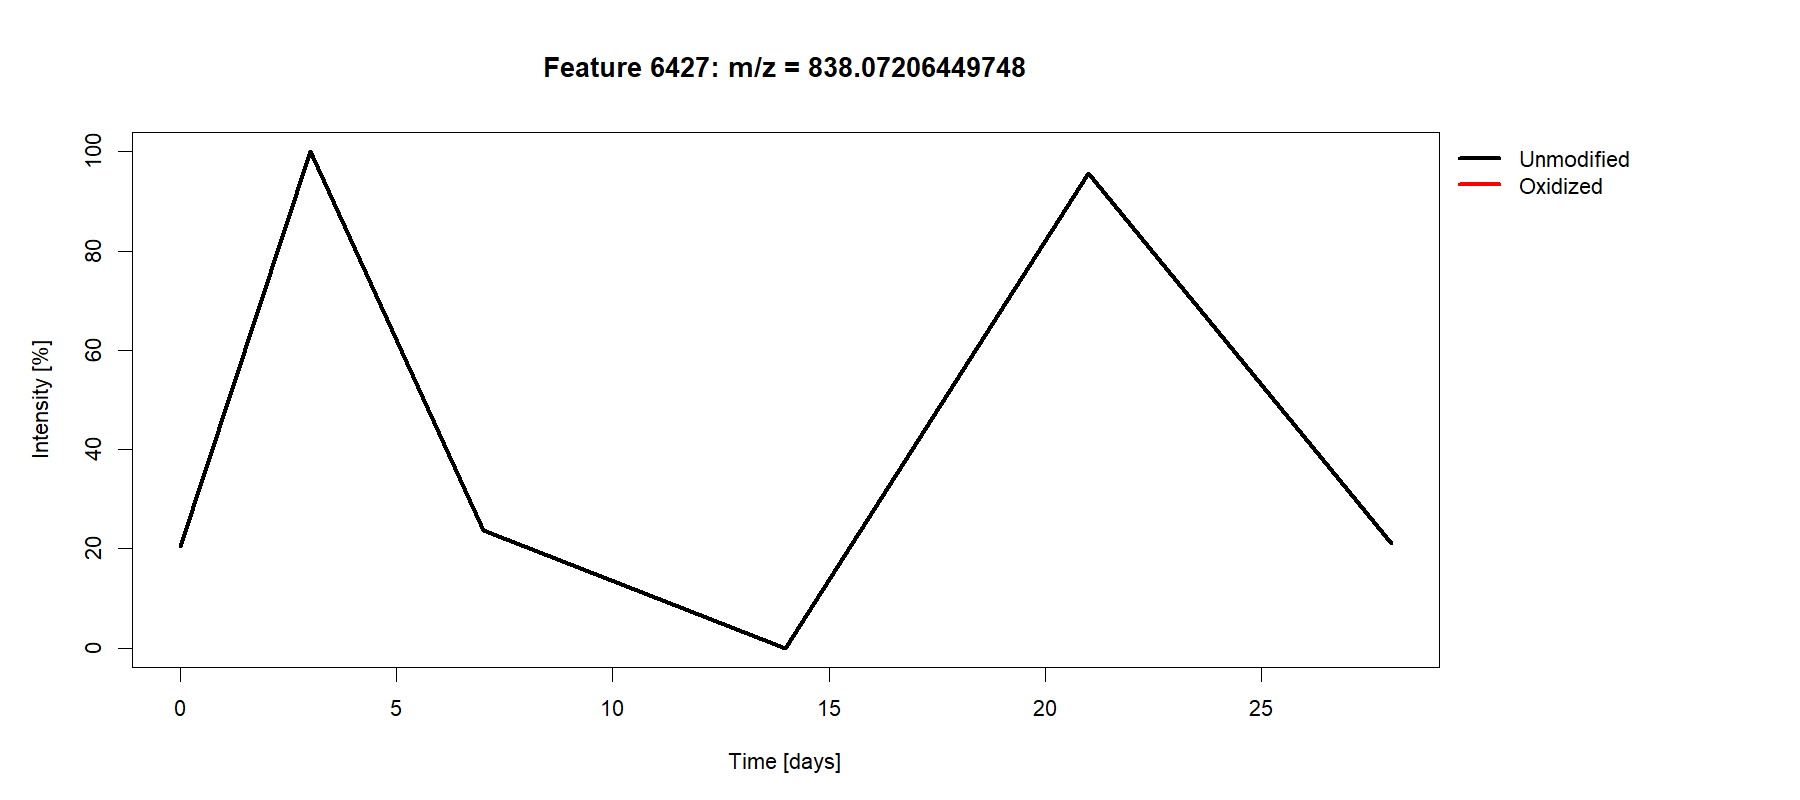 Feature 6427: m/z = 838.07206449748
Unmodified
Oxidized
Intensity [%]
100
80
60
40
20
0
0 5 10 15 20 25
Time [days]